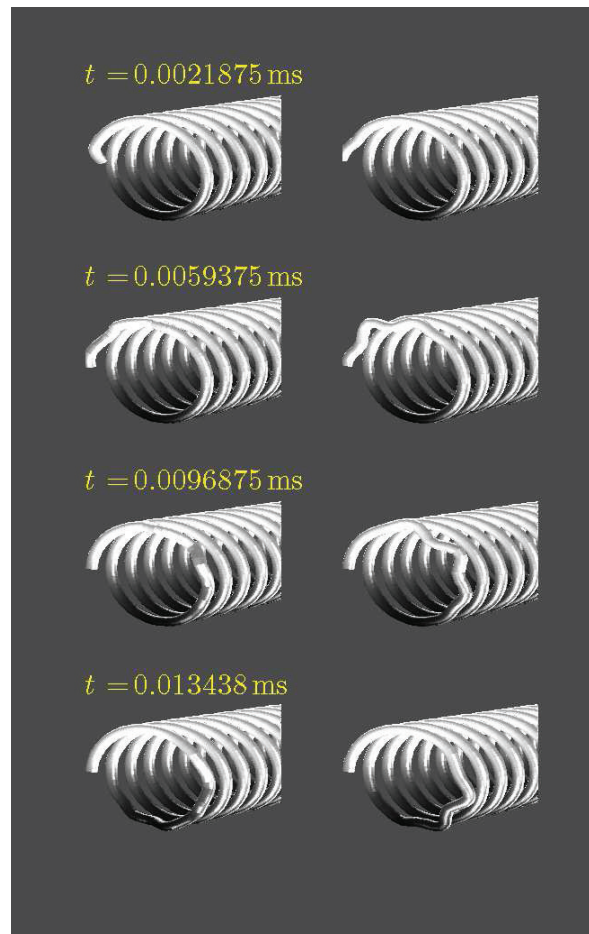 t = 0.0021875 ms
t = 0.0059375 ms
t = 0.0096875 ms
t = 0.013438 ms